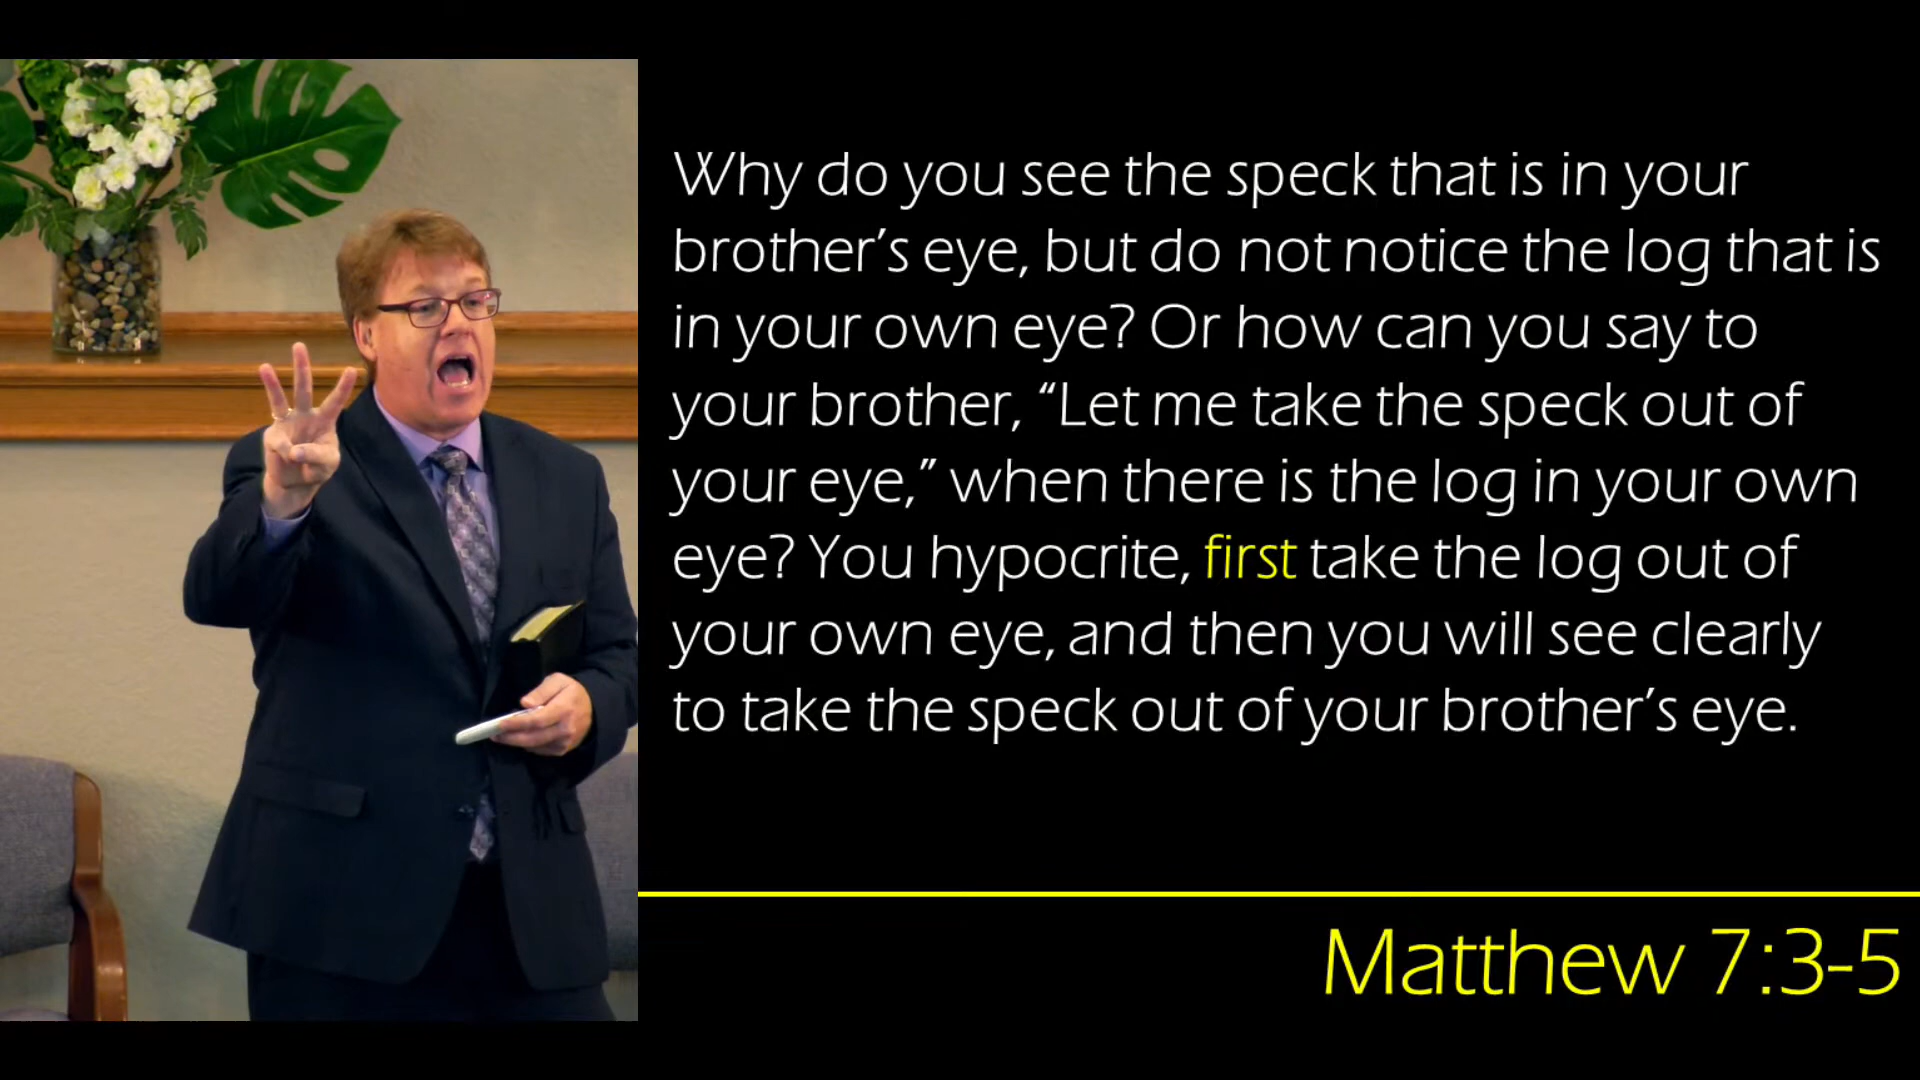 Why do you see the speck that is in your
brother’s eye, but do not notice the log that is
in your own eye? Or how can you say to
your brother, “Let me take the speck out of
your eye,” when there is the log in your own
eye? You hypocrite, first take the log out of
your own eye, and then you will see clearly
to take the speck out of your brother’s eye.
Matthew 7:3-5